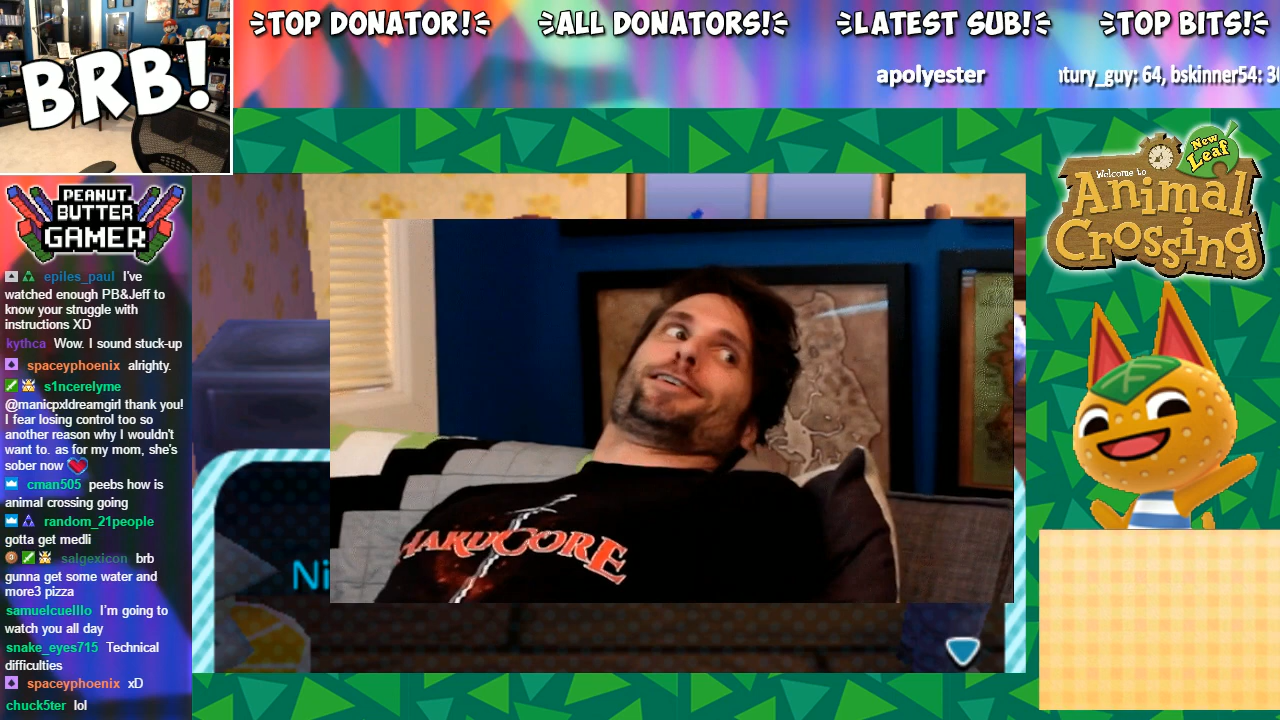 BRB!
TOP DONATOR!
ALL DONATORS!
LATEST SUB!
TOP BITS!
apolyester
64, bskinner54:
PEANUT
BUTTER
GAMER
epiles_paul I've
watched enough PB&Jeff to
know your struggle with
instructions XD
kythca Wow. I sound stuck-up
spaceyphoenix alrighty.
s1ncerelyme
@manicpxldreamgirl thank you!
I fear losing control too so
another reason why I wouldn't
want to. as for my mom, she's
sober now
cman505 peebs how is
animal crossing going
random_21people
gotta get medli
salgexicon brb
gunna get some water and
more3 pizza
samuelcuelllo I'm going to
watch you all day
snake_eyes715 Technical
difficulties
spaceyphoenix xD
chuck5ter lol
New
Leaf
Welcome to
Animal
Crossing
HARDCORE
Ni